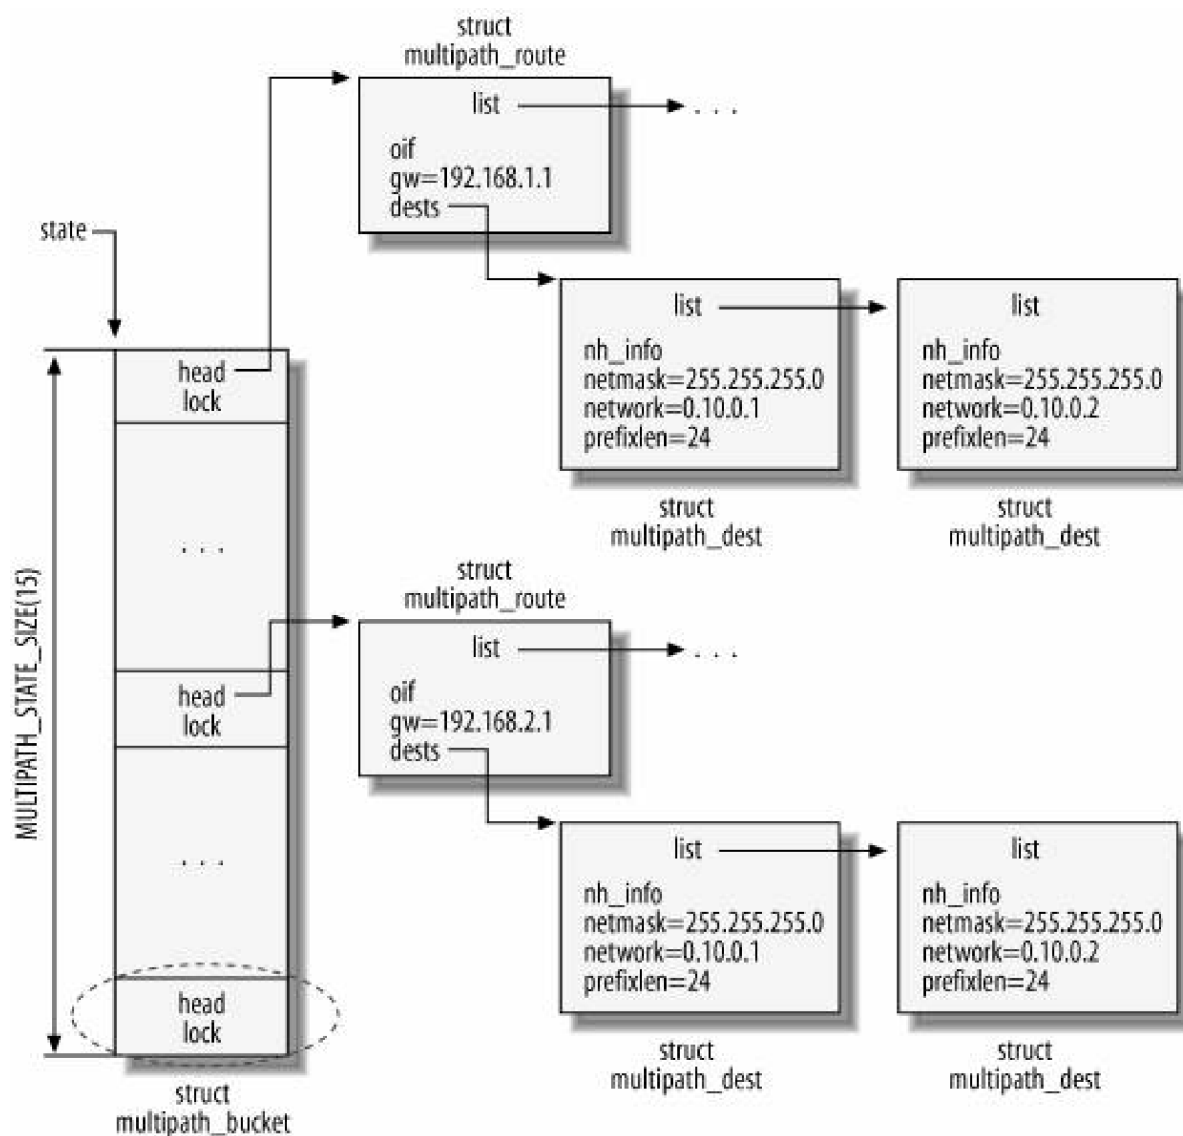 struct
multipath_route
list
. . .
oif
gw=192.168.1.1
dests
state
list
nh_info
netmask=255.255.255.0
network=0.10.0.1
prefixlen=24
list
nh_info
netmask=255.255.255.0
network=0.10.0.2
prefixlen=24
struct
multipath_dest
struct
multipath_dest
head
lock
. . .
MULTIPATH_STATE_SIZE(15)
struct
multipath_route
list
. . .
oif
gw=192.168.2.1
dests
head
lock
. . .
list
nh_info
netmask=255.255.255.0
network=0.10.0.1
prefixlen=24
list
nh_info
netmask=255.255.255.0
network=0.10.0.2
prefixlen=24
head
lock
struct
multipath_dest
struct
multipath_dest
struct
multipath_bucket